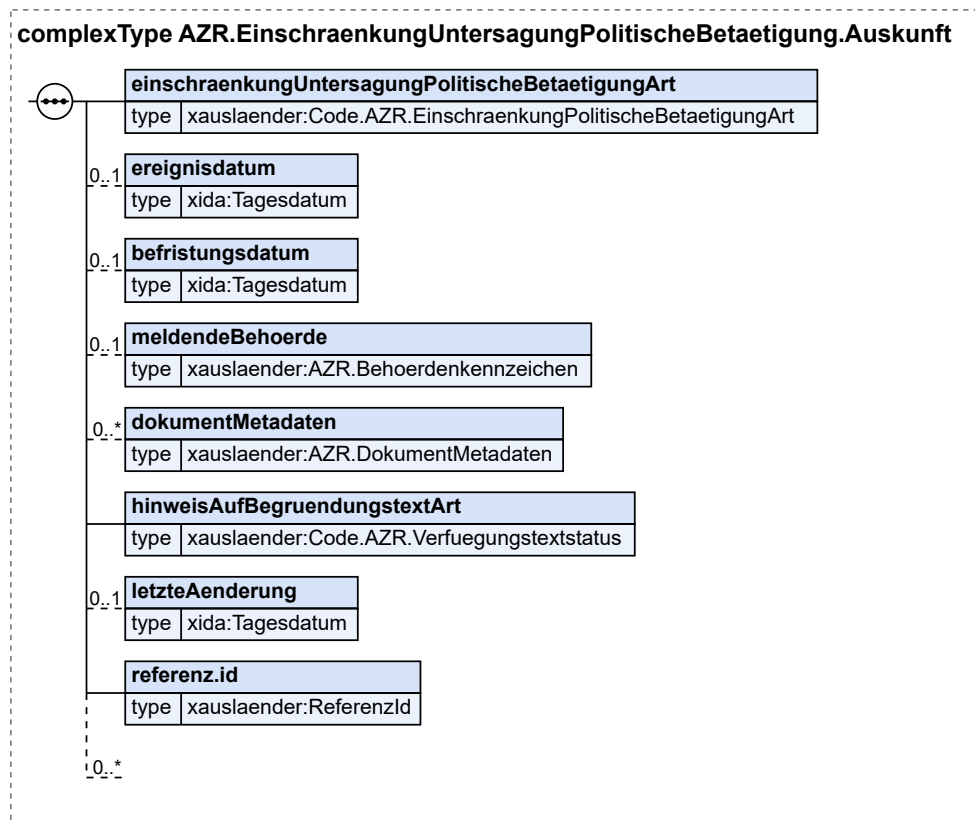 complexType AZR.EinschraenkungUntersagungPolitischeBetaetigung.Auskunft
einschraenkungUntersagungPolitischeBetaetigungArt
type xauslaender:Code.AZR.EinschraenkungPolitischeBetaetigungArt
0..1 ereignisdatum
type xida:Tagesdatum
0..1 befristungsdatum
type xida:Tagesdatum
0..1 meldendeBehoerde
type xauslaender:AZR.Behoerdenkennzeichen
0..* dokumentMetadaten
type xauslaender:AZR.DokumentMetadaten
hinweisAufBegruendungstextArt
type xauslaender:Code.AZR.Verfuegungstextstatus
0..1 letzteAenderung
type xida:Tagesdatum
referenz.id
type xauslaender:ReferenzId
0..*